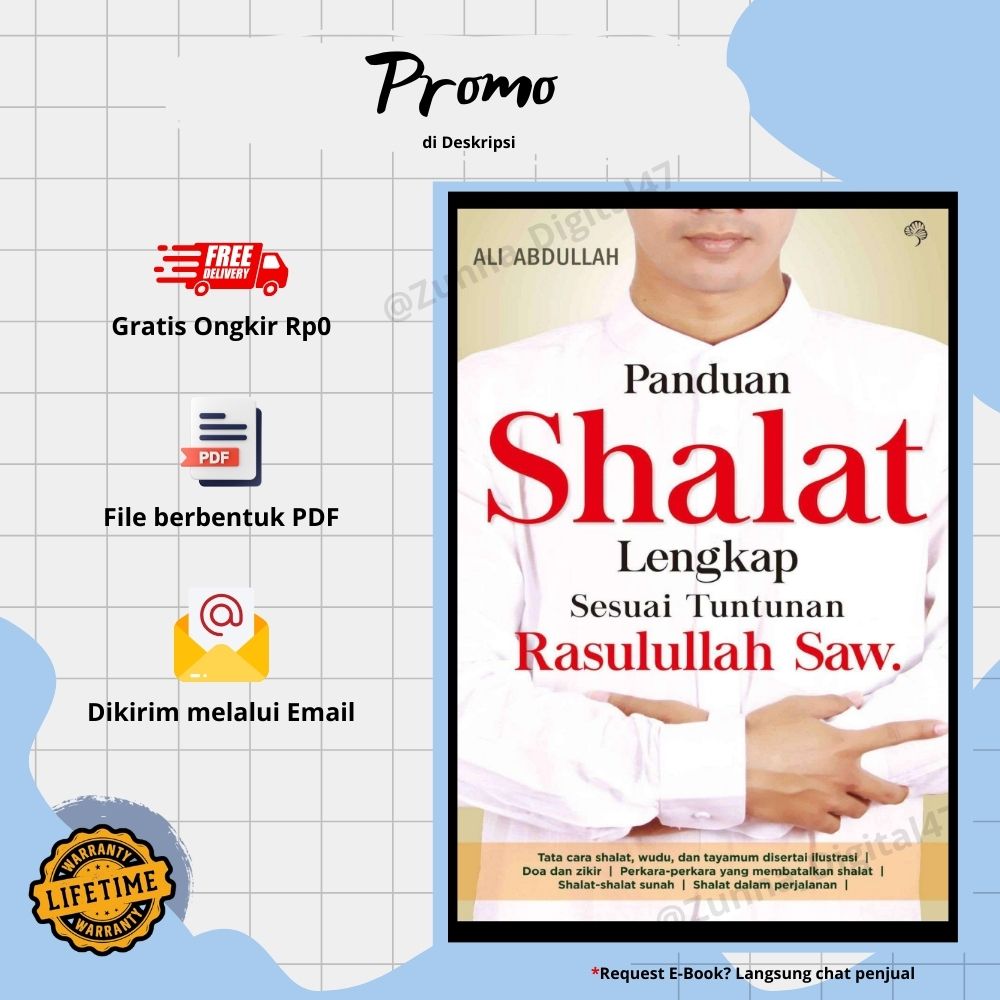 Promo
di Deskripsi
FREE
DELIVERY
Gratis Ongkir Rp0
PDF
File berbentuk PDF
@
Dikirim melalui Email
WARRANTY
LIFETIME
WARRANTY
@Zunna_Digital47
ALI ABDULLAH
Panduan
Shalat
Lengkap
Sesuai Tuntunan
Rasulullah Saw.
Tata cara shalat, wudu, dan tayamum disertai ilustrasi |
Doa dan zikir | Perkara-perkara yang membatalkan shalat |
Shalat-shalat sunah | Shalat dalam perjalanan |
@Zunna_Digital47
*Request E-Book? Langsung chat penjual